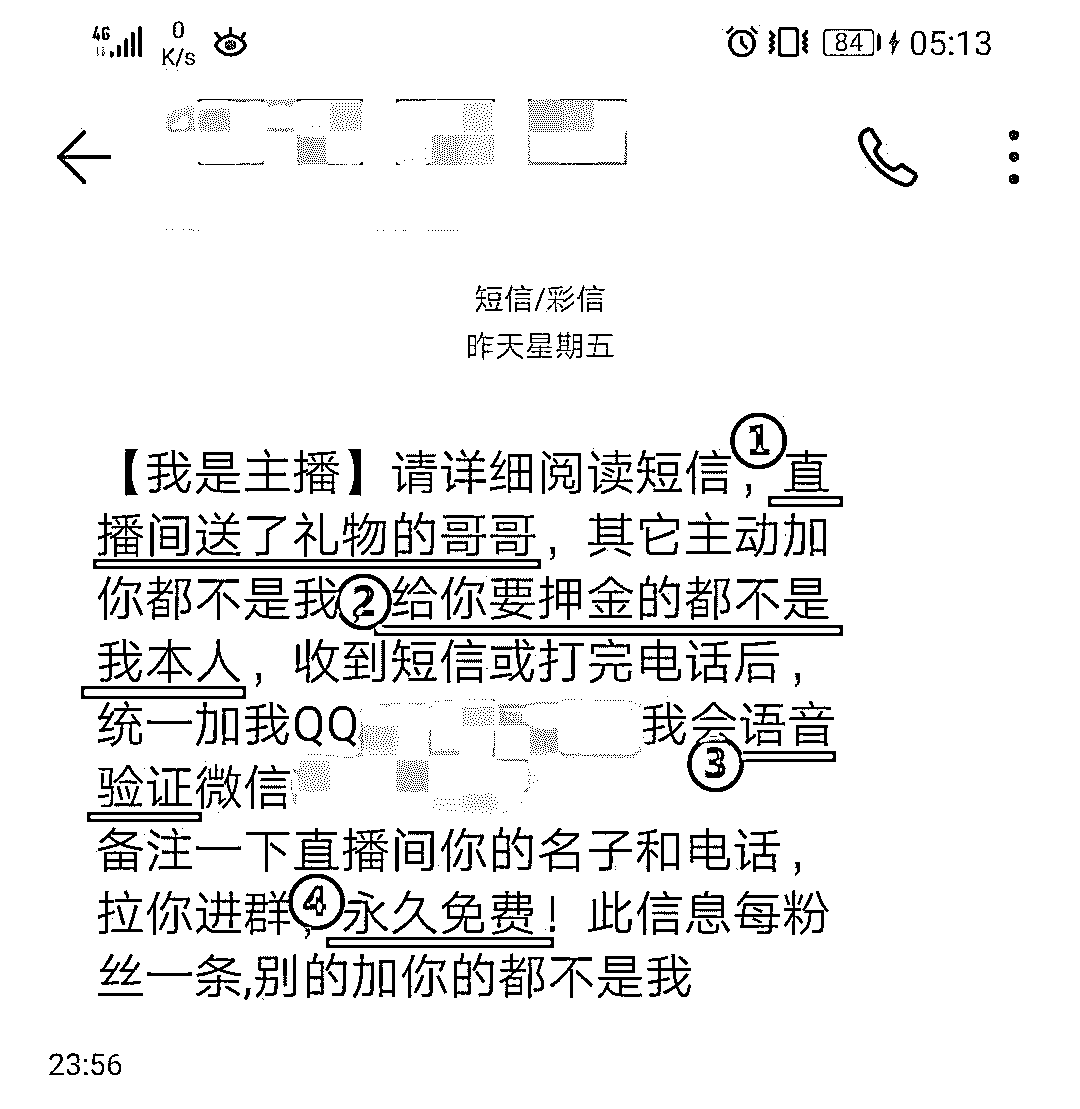 4G 0 K/s 84 05:13
短信/彩信
昨天星期五
【我是主播】请详细阅读短信，①直
播间送了礼物的哥哥，其它主动加
你都不是我，②给你要押金的都不是
我本人，收到短信或打完电话后，
统一加我QQ 我会③语音
验证微信
备注一下直播间你的名子和电话，
拉你进群，④永久免费！此信息每粉
丝一条,别的加你的都不是我
23:56